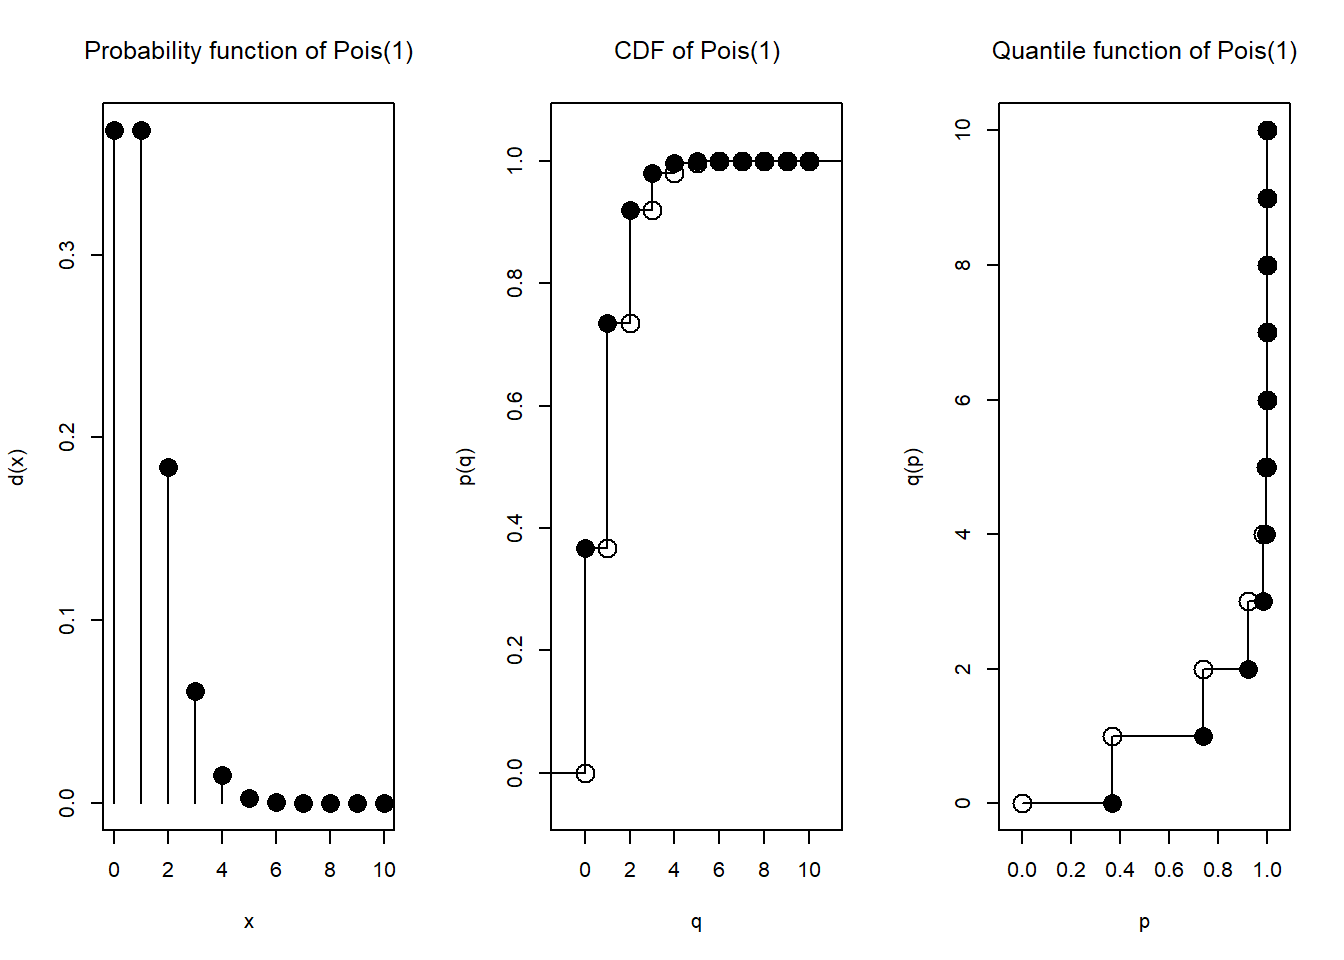 Probability function of Pois(1)
d(x)
0.0 0.1 0.2 0.3
0 2 4 6 8 10
x
CDF of Pois(1)
p(q)
0.0 0.2 0.4 0.6 0.8 1.0
0 2 4 6 8 10
q
Quantile function of Pois(1)
q(p)
0 2 4 6 8 10
0.0 0.2 0.4 0.6 0.8 1.0
p